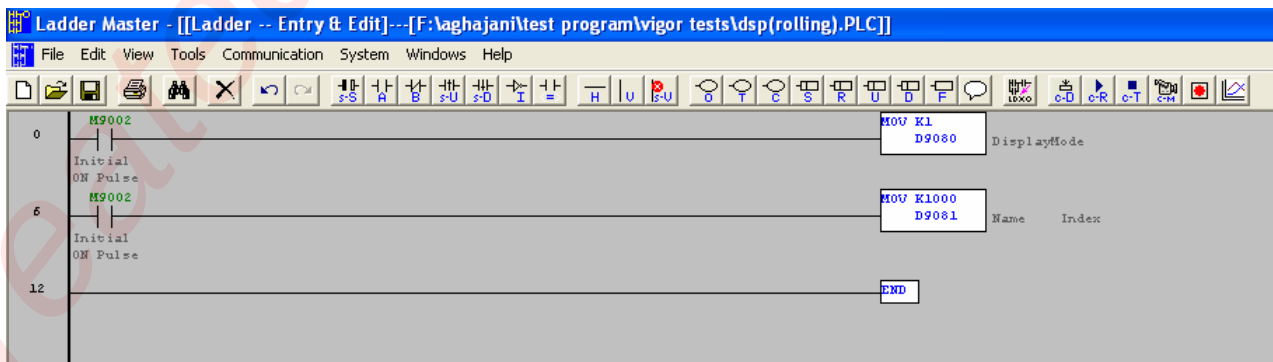 Ladder Master - [[Ladder -- Entry & Edit]---[F:\aghajani\test program\vigor tests\dsp(rolling).PLC]]
File Edit View Tools Communication System Windows Help
s-S A B s-U s-D I = H U s-U O T C S R U D F LDXO c-D c-R c-T c-M
0 M9002 MOV K1
D9080 DisplayMode
Initial
ON Pulse
6 M9002 MOV K1000
D9081 Name Index
Initial
ON Pulse
12 END